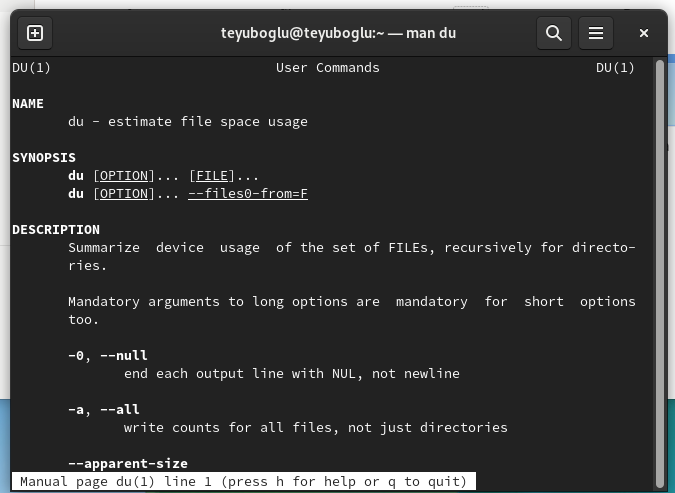 teyuboglu@teyuboglu:~ — man du
DU(1) User Commands DU(1)
NAME
du - estimate file space usage
SYNOPSIS
du [OPTION]... [FILE]...
du [OPTION]... --files0-from=F
DESCRIPTION
Summarize device usage of the set of FILEs, recursively for directo-
ries.
Mandatory arguments to long options are mandatory for short options
too.
-0, --null
end each output line with NUL, not newline
-a, --all
write counts for all files, not just directories
--apparent-size
Manual page du(1) line 1 (press h for help or q to quit)